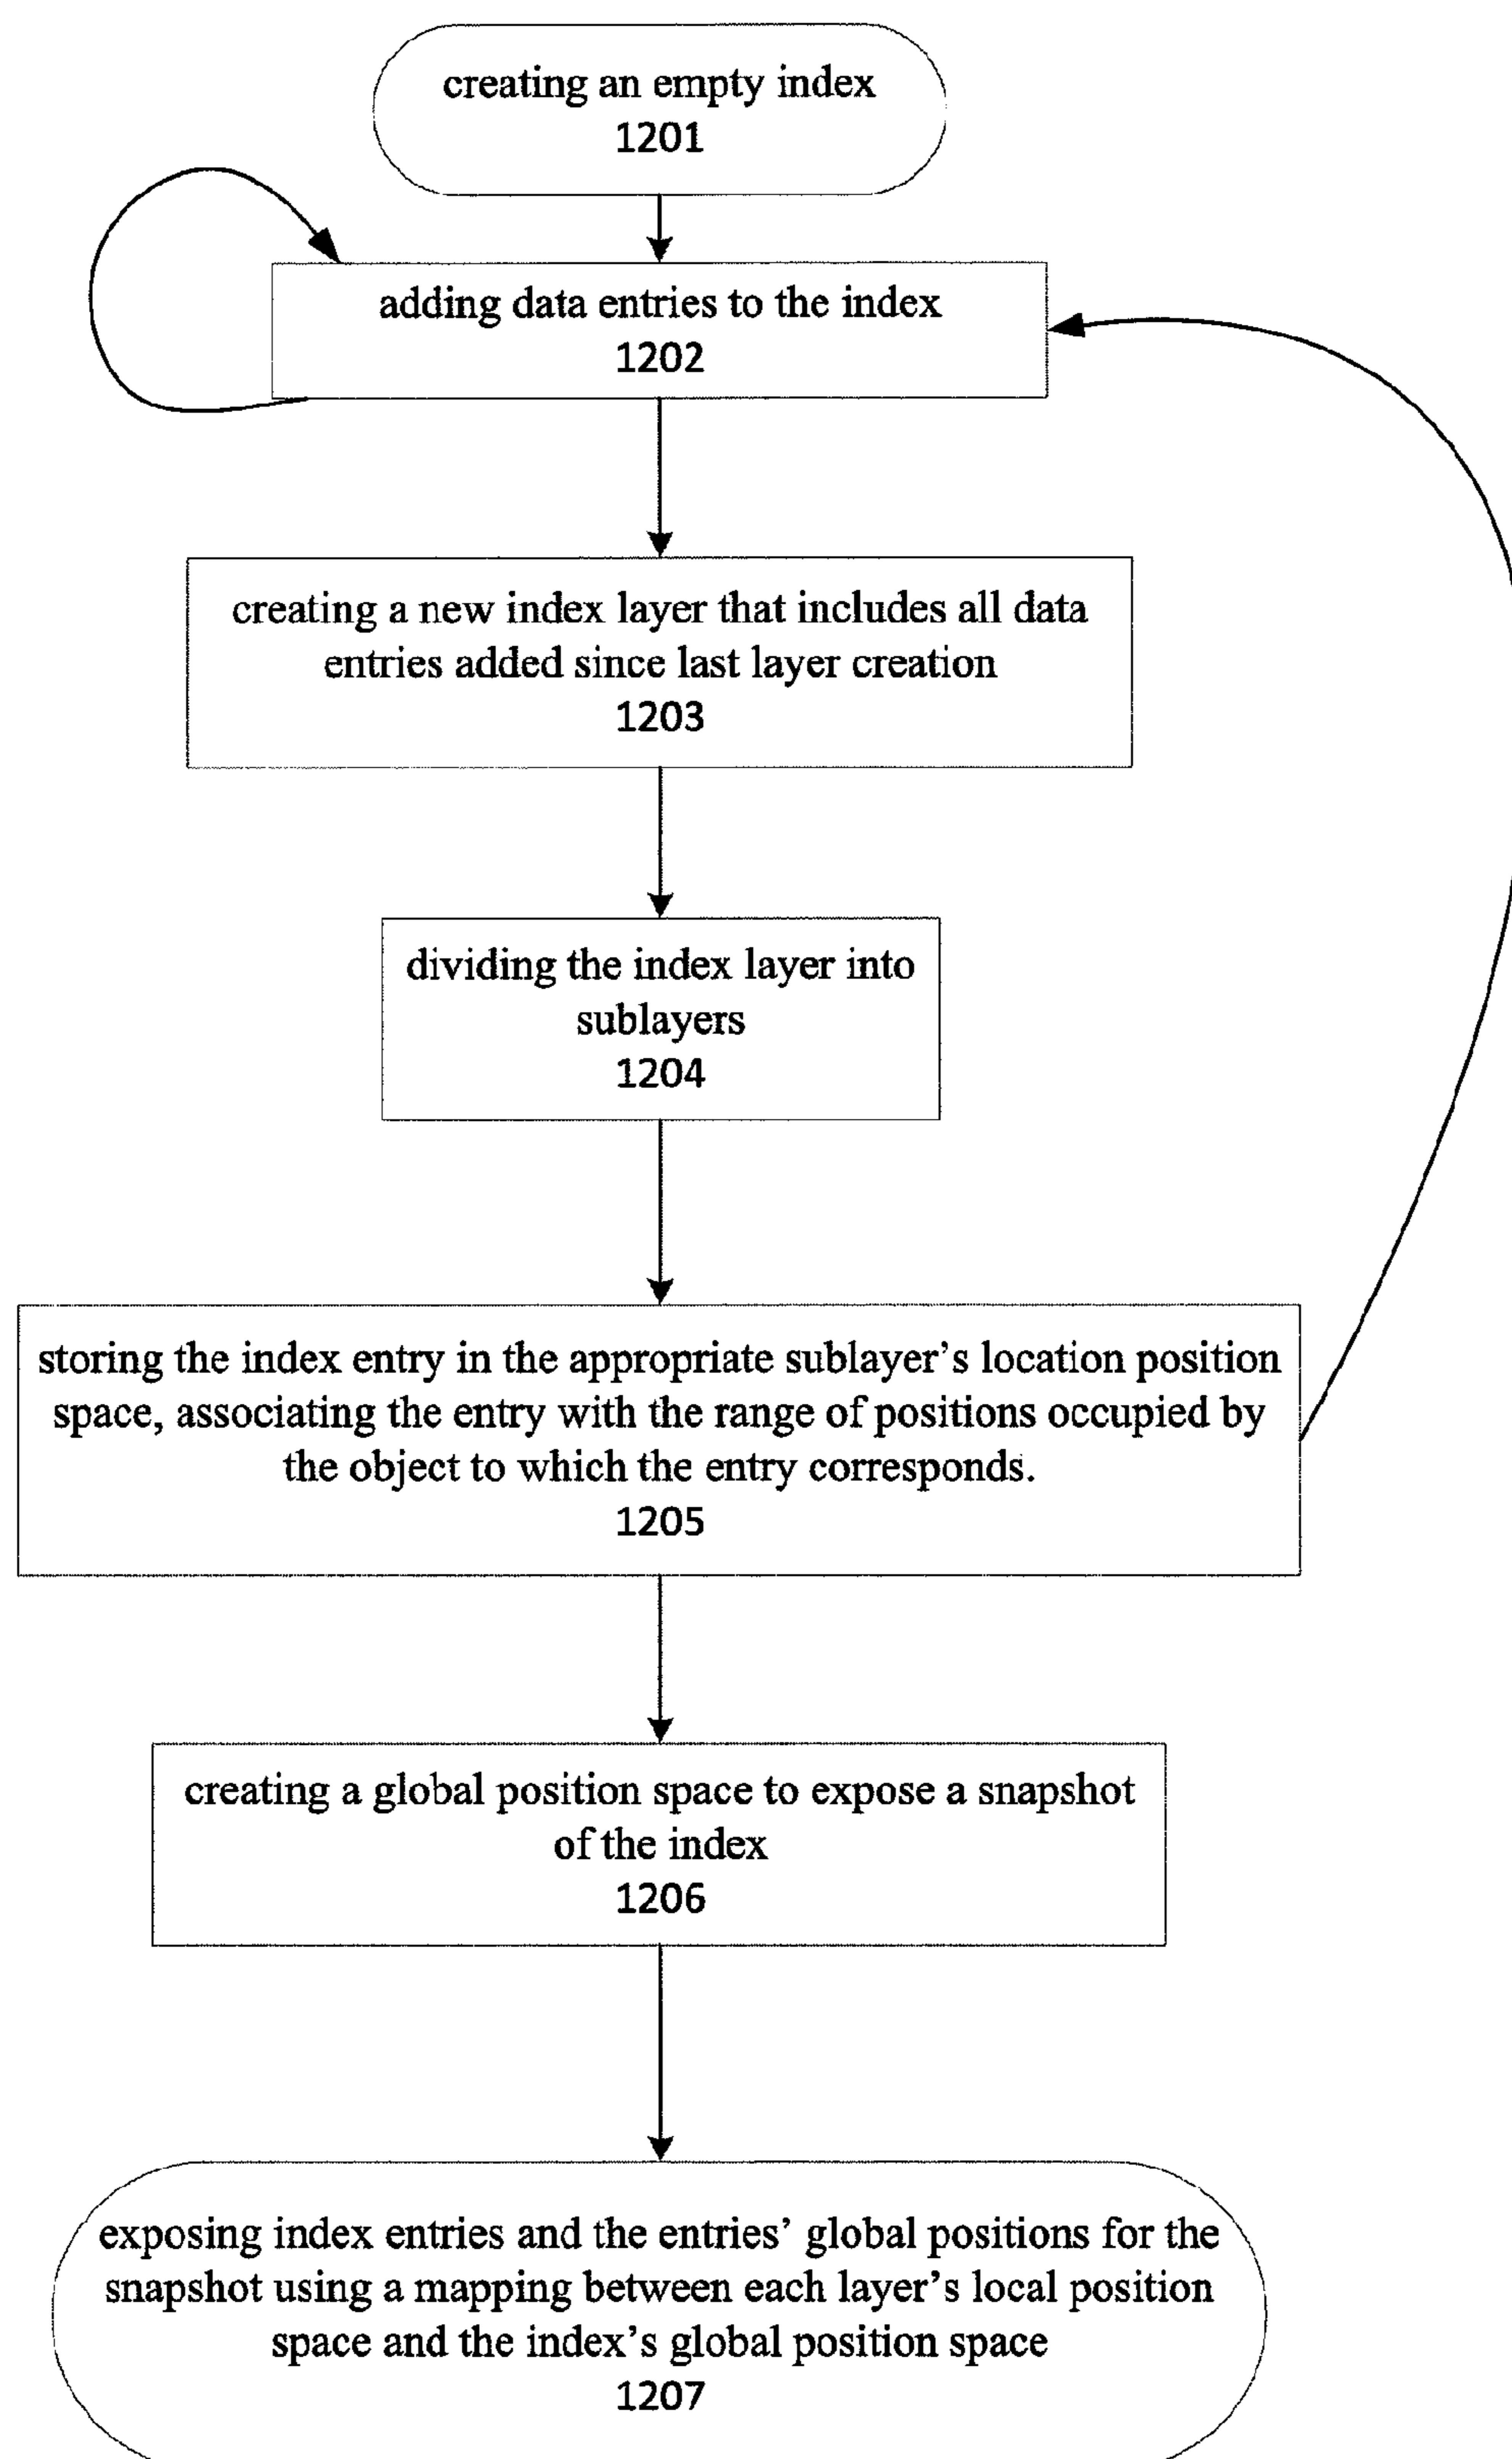 creating an empty index
1201
adding data entries to the index
1202
creating a new index layer that includes all data
entries added since last layer creation
1203
dividing the index layer into
sublayers
1204
storing the index entry in the appropriate sublayer's location position
space, associating the entry with the range of positions occupied by
the object to which the entry corresponds.
1205
creating a global position space to expose a snapshot
of the index
1206
exposing index entries and the entries' global positions for the
snapshot using a mapping between each layer's local position
space and the index's global position space
1207